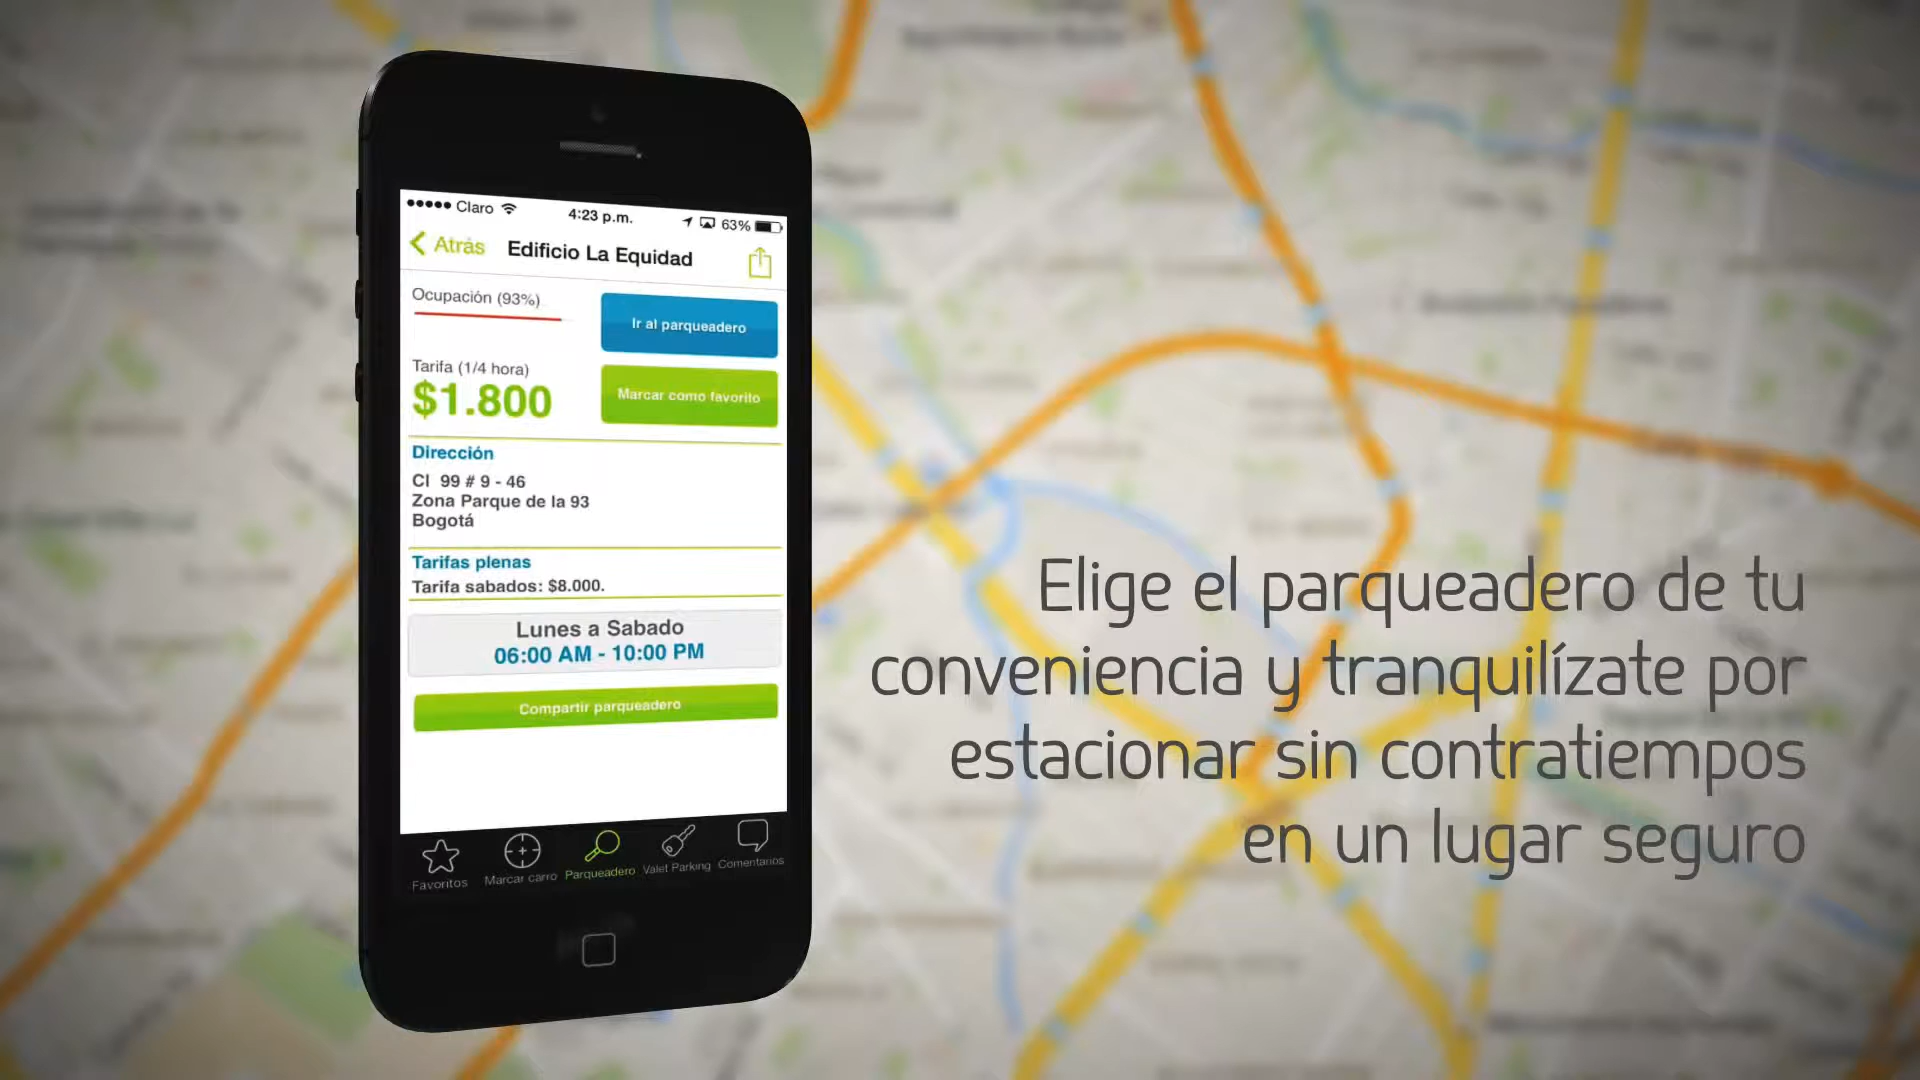 Claro 4:23 p.m. 63%
Atrás Edificio La Equidad
Ocupación (93%)
Ir al parqueadero
Tarifa (1/4 hora)
$1.800
Marcar como favorito
Dirección
Cl 99 # 9 - 46
Zona Parque de la 93
Bogotá
Tarifas plenas
Tarifa sabados: $8.000.
Lunes a Sabado
06:00 AM - 10:00 PM
Compartir parqueadero
Favoritos Marcar carro Parqueadero Valet Parking Comentarios
Elige el parqueadero de tu
conveniencia y tranquilízate por
estacionar sin contratiempos
en un lugar seguro